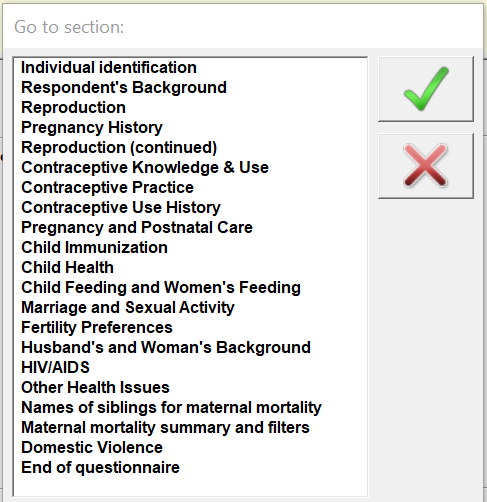 Go to section:
Individual identification
Respondent's Background
Reproduction
Pregnancy History
Reproduction (continued)
Contraceptive Knowledge & Use
Contraceptive Practice
Contraceptive Use History
Pregnancy and Postnatal Care
Child Immunization
Child Health
Child Feeding and Women's Feeding
Marriage and Sexual Activity
Fertility Preferences
Husband's and Woman's Background
HIV/AIDS
Other Health Issues
Names of siblings for maternal mortality
Maternal mortality summary and filters
Domestic Violence
End of questionnaire